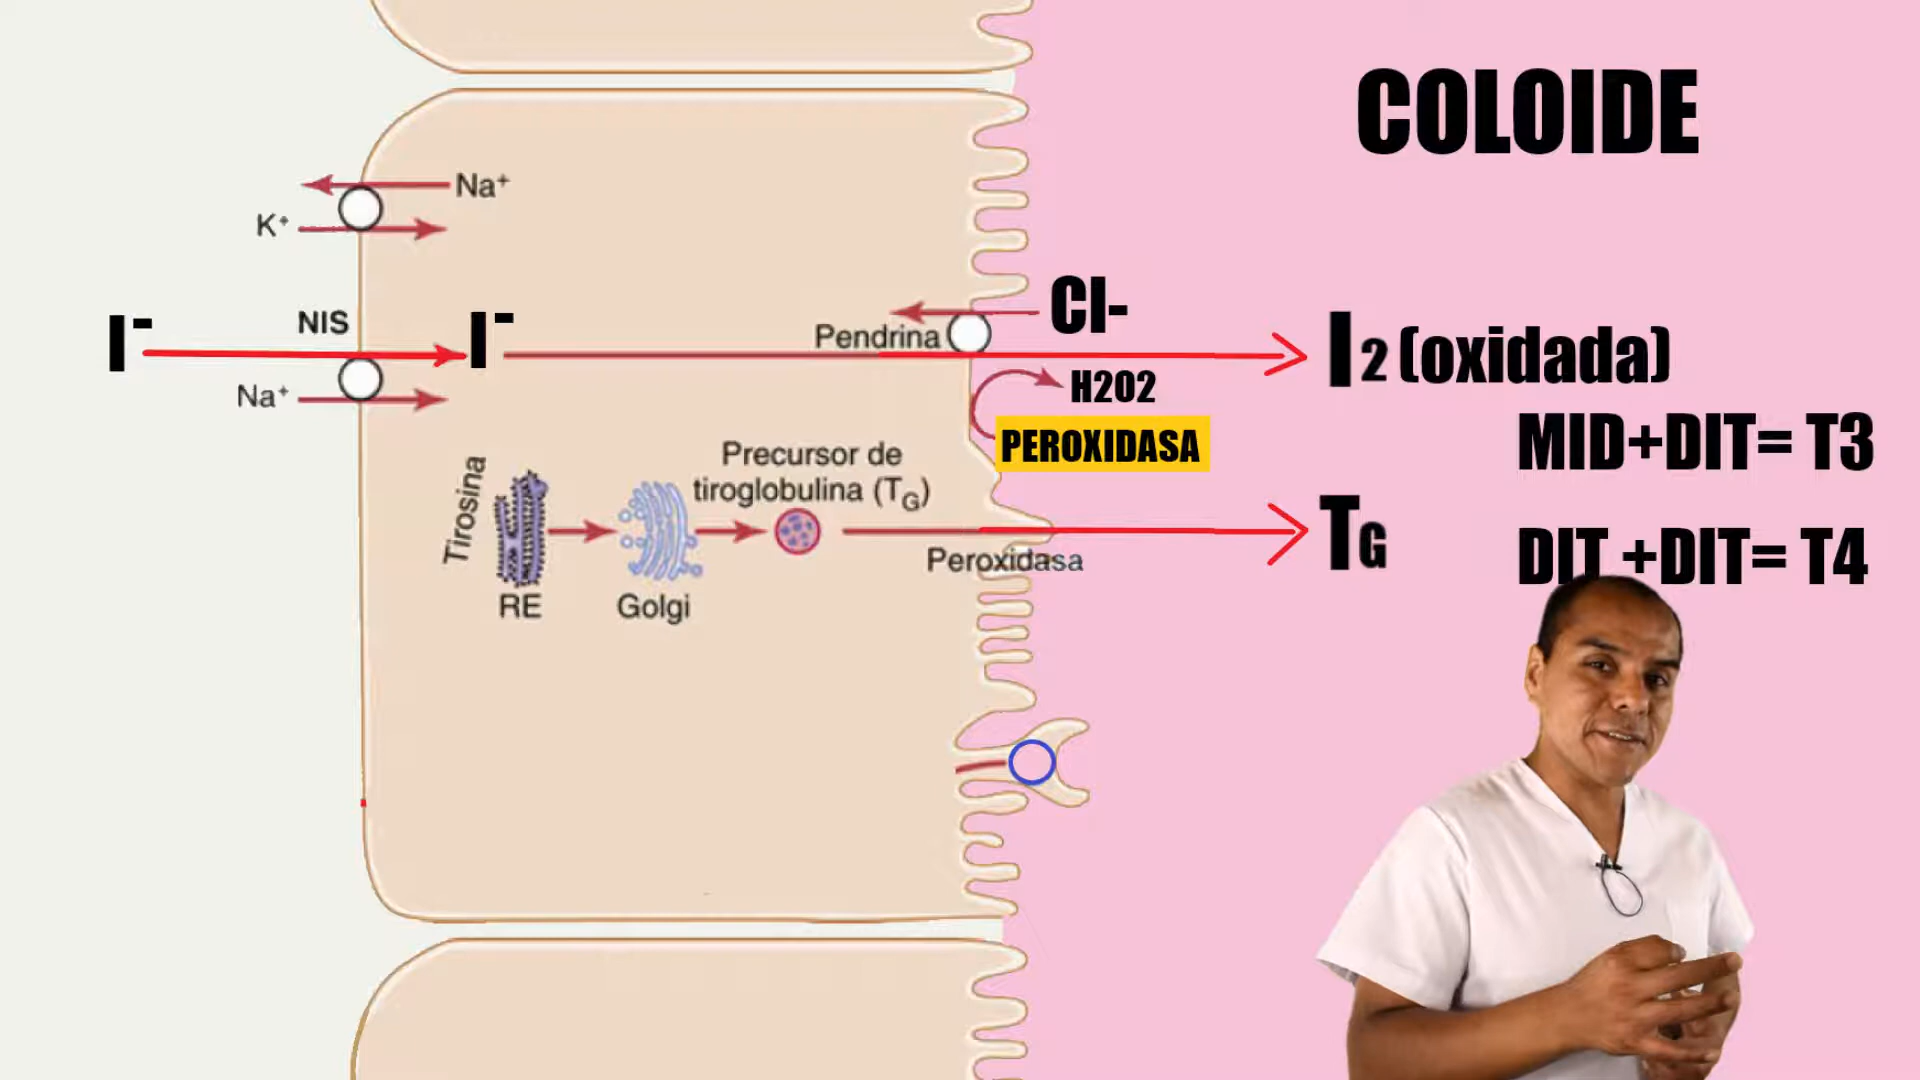 COLOIDE
Na⁺
K⁺
I⁻
NIS
I⁻
Cl-
Pendrina
I₂ (oxidada)
Na⁺
H2O2
PEROXIDASA
MID+DIT= T3
Tirosina
Precursor de
tiroglobulina (T_G)
TG
DIT +DIT= T4
Peroxidasa
RE
Golgi